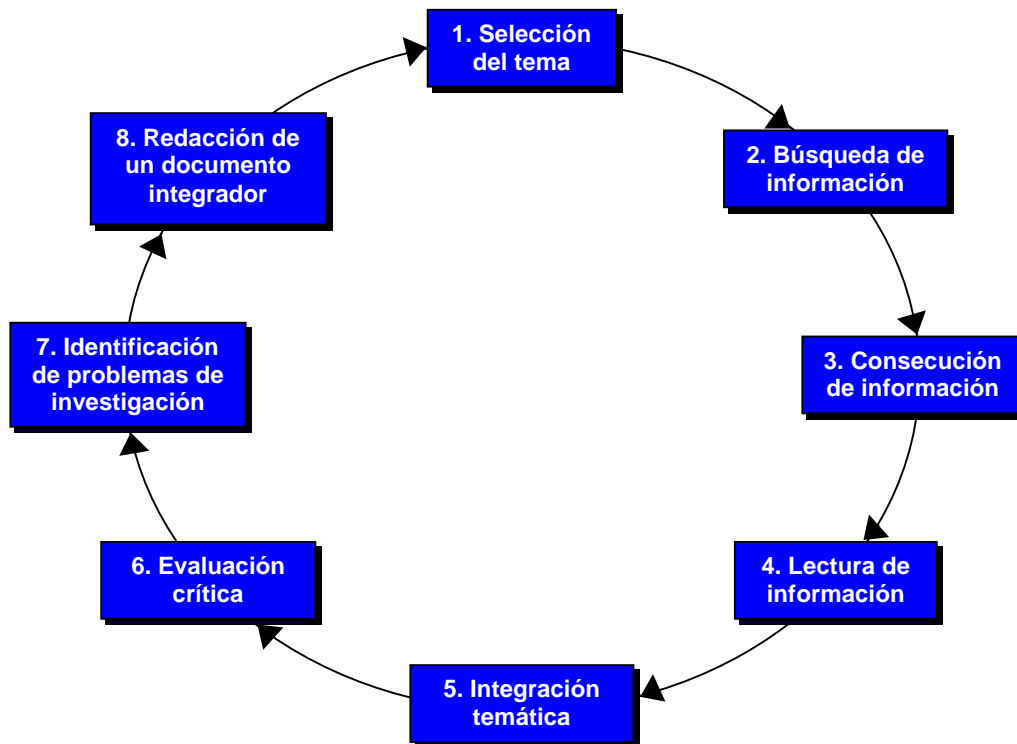 1. Selección
del tema
2. Búsqueda de
información
3. Consecución
de información
4. Lectura de
información
5. Integración
temática
6. Evaluación
crítica
7. Identificación
de problemas de
investigación
8. Redacción de
un documento
integrador